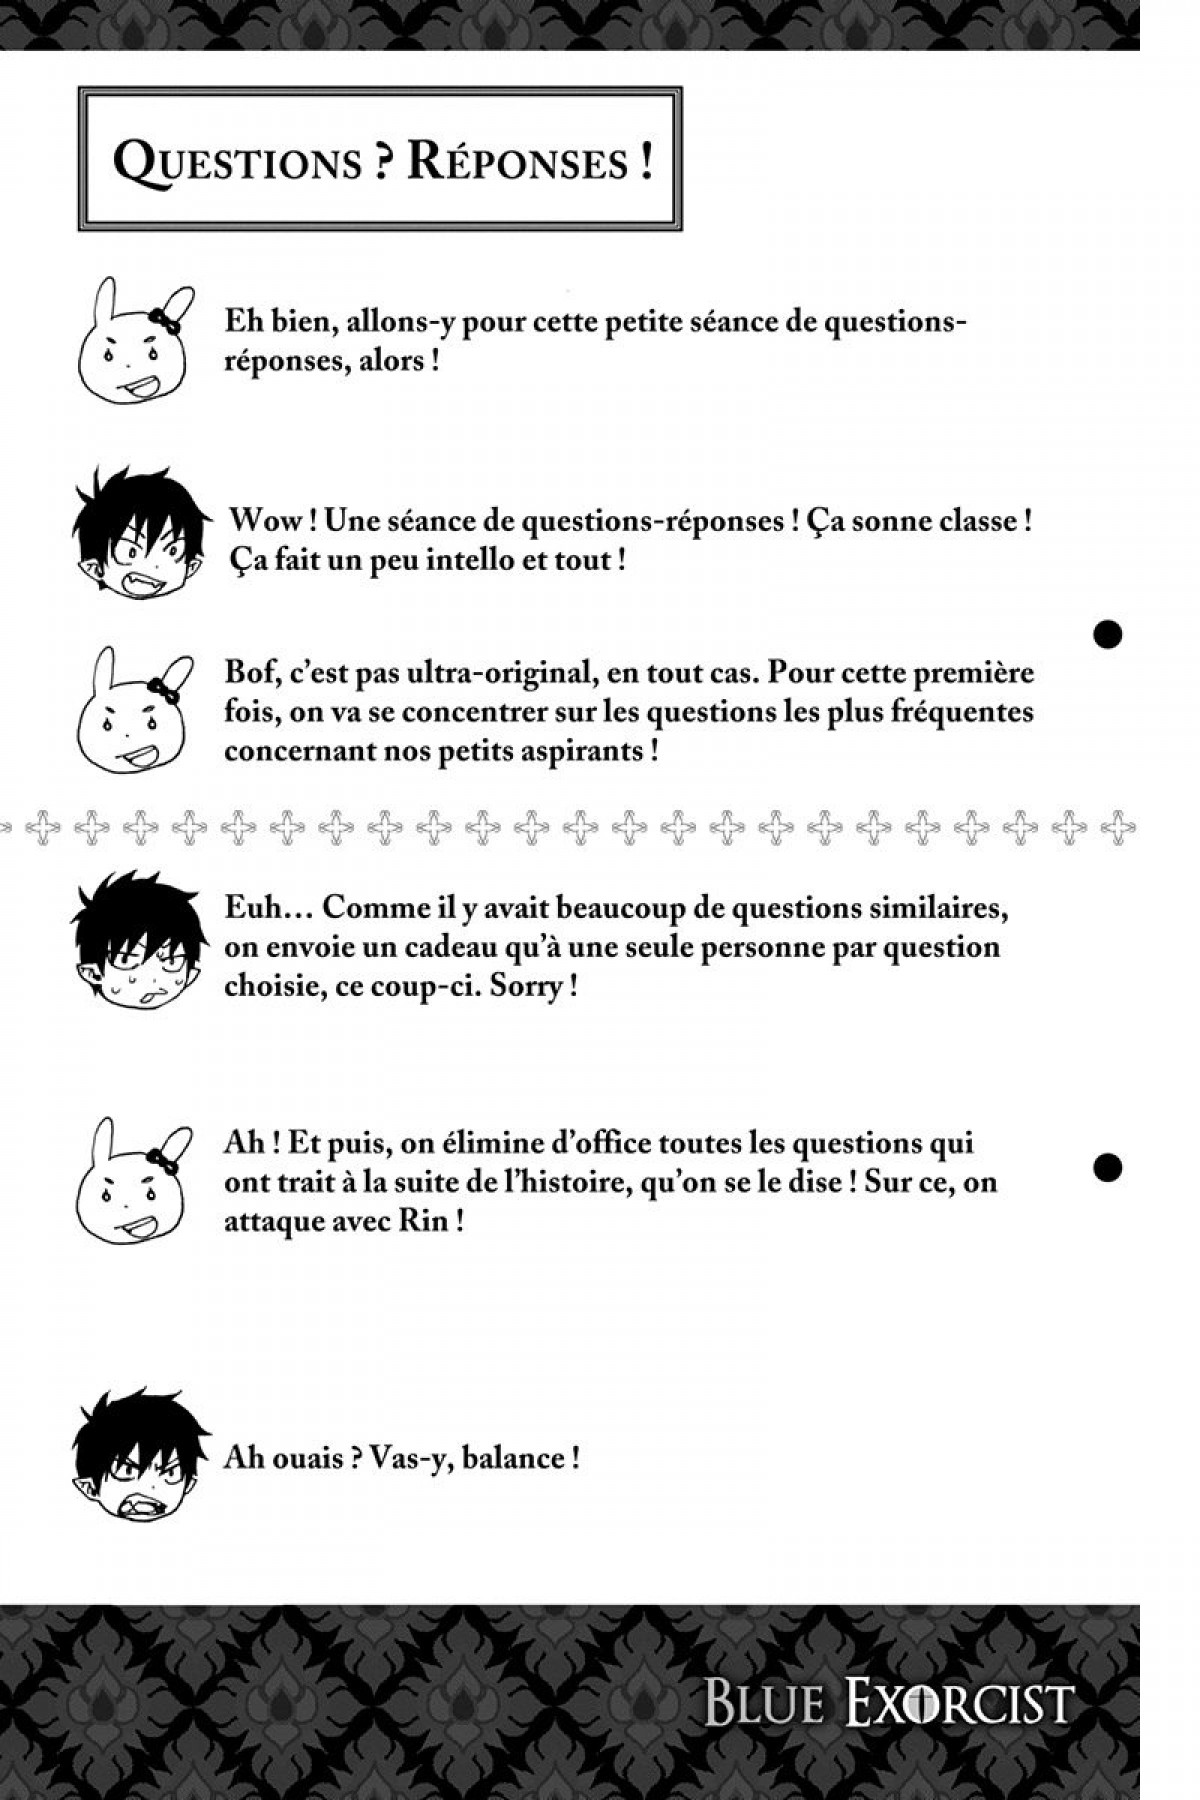 QUESTIONS ? RÉPONSES !
Eh bien, allons-y pour cette petite séance de questions-
réponses, alors !
Wow ! Une séance de questions-réponses ! Ça sonne classe !
Ça fait un peu intello et tout !
Bof, c’est pas ultra-original, en tout cas. Pour cette première
fois, on va se concentrer sur les questions les plus fréquentes
concernant nos petits aspirants !
Euh… Comme il y avait beaucoup de questions similaires,
on envoie un cadeau qu’à une seule personne par question
choisie, ce coup-ci. Sorry !
Ah ! Et puis, on élimine d’office toutes les questions qui
ont trait à la suite de l’histoire, qu’on se le dise ! Sur ce, on
attaque avec Rin !
Ah ouais ? Vas-y, balance !
BLUE EXORCIST